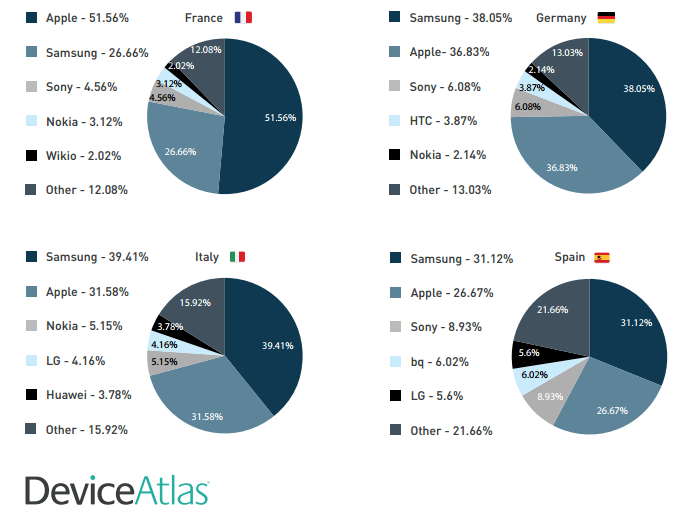 Apple - 51.56%
France
Samsung - 26.66%
Sony - 4.56%
Nokia - 3.12%
Wikio - 2.02%
Other - 12.08%
12.08%
2.02%
3.12%
4.56%
26.66%
51.56%
Samsung - 38.05%
Germany
Apple- 36.83%
Sony - 6.08%
HTC - 3.87%
Nokia - 2.14%
Other - 13.03%
13.03%
2.14%
3.87%
6.08%
36.83%
38.05%
Samsung - 39.41%
Italy
Apple - 31.58%
Nokia - 5.15%
LG - 4.16%
Huawei - 3.78%
Other - 15.92%
15.92%
3.78%
4.16%
5.15%
31.58%
39.41%
Samsung - 31.12%
Spain
Apple - 26.67%
Sony - 8.93%
bq - 6.02%
LG - 5.6%
Other - 21.66%
21.66%
5.6%
6.02%
8.93%
26.67%
31.12%
DeviceAtlas